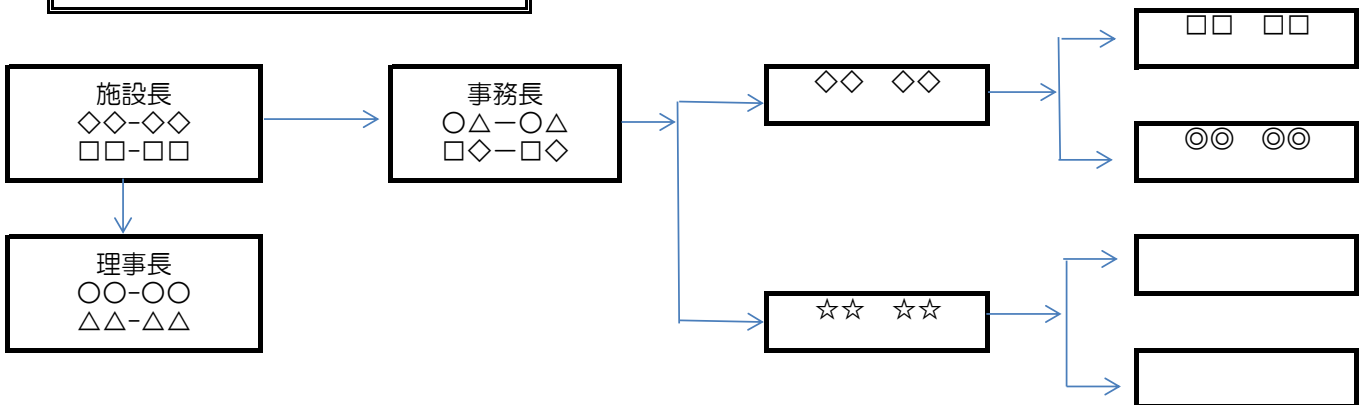 施設長
◇◇-◇◇
□□-□□
理事長
○○-○○
△△-△△
事務長
○△ー○△
□◇ー□◇
◇◇　◇◇
☆☆　☆☆
□□　□□
◎◎　◎◎